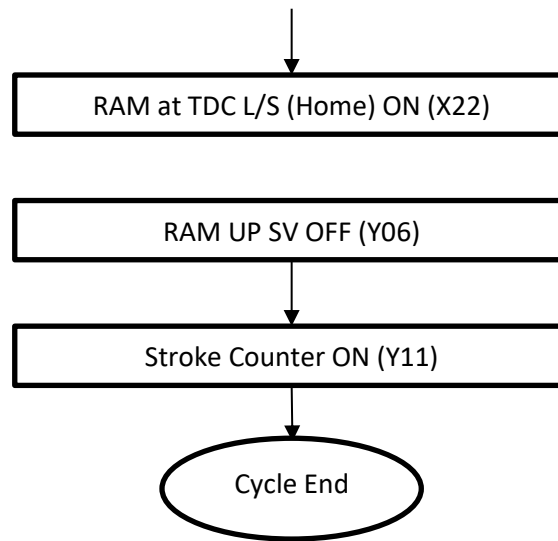 RAM at TDC L/S (Home) ON (X22)
RAM UP SV OFF (Y06)
Stroke Counter ON (Y11)
Cycle End